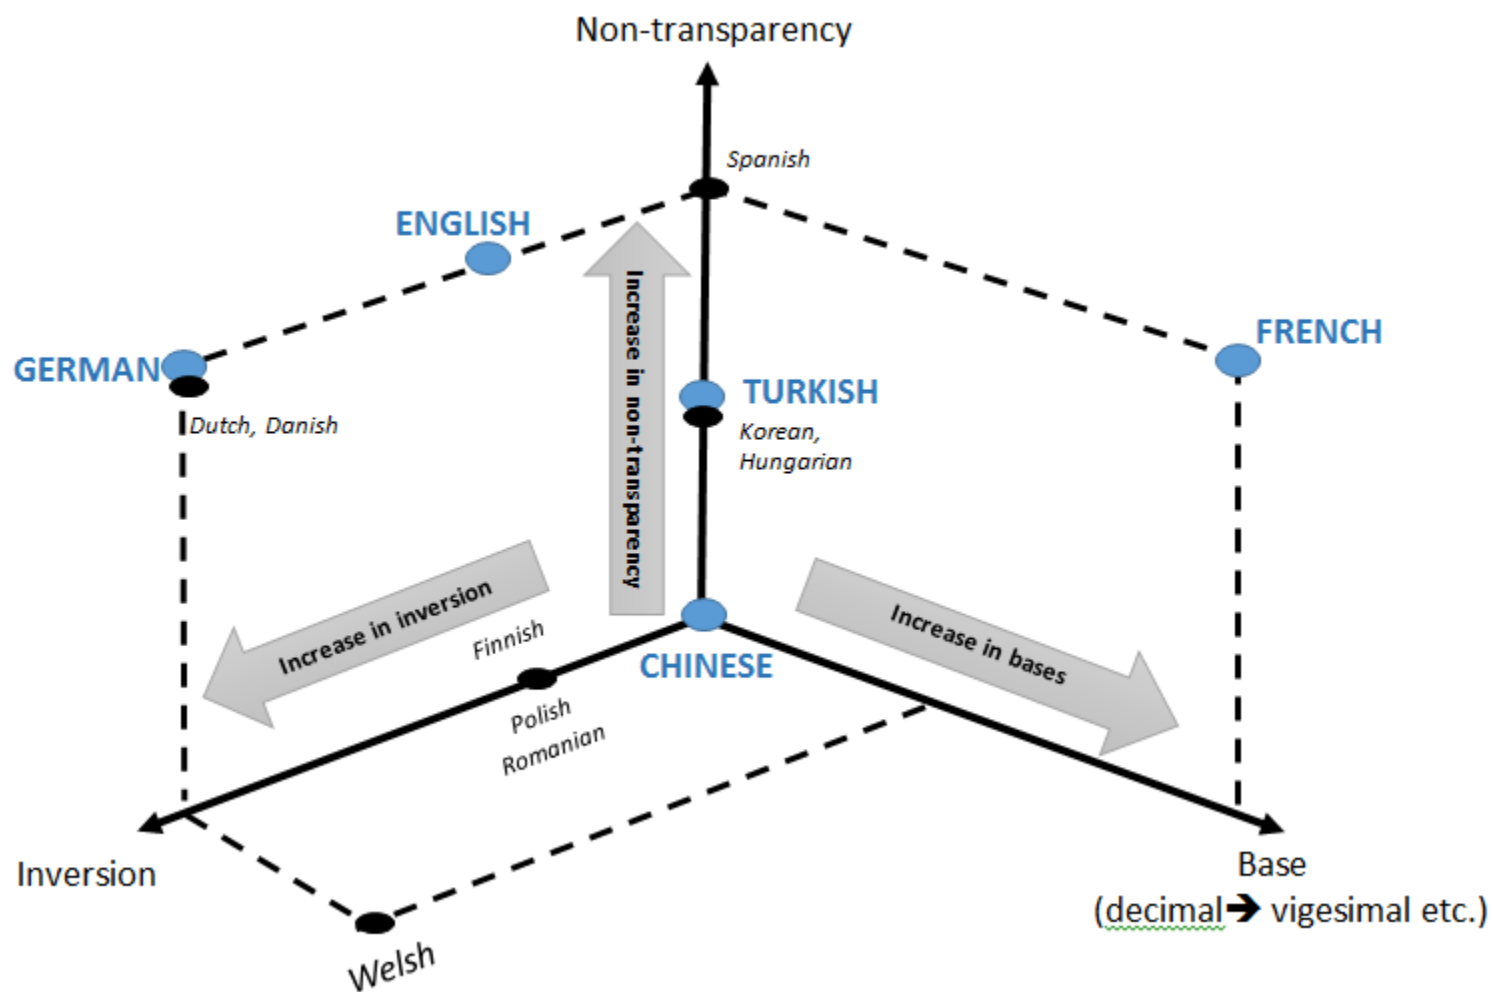 Non-transparency
Spanish
ENGLISH
FRENCH
GERMAN
TURKISH
Dutch, Danish
Korean,
Hungarian
Increase in non-transparency
Increase in inversion
Increase in bases
Finnish
CHINESE
Polish
Romanian
Inversion
Base
(decimal➔ vigesimal etc.)
Welsh